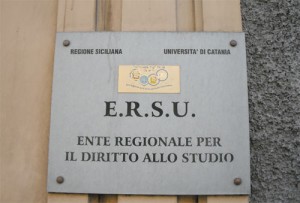 REGIONE SICILIANA UNIVERSITA' DI CATANIA
E.R.S.U.
ENTE REGIONALE PER
IL DIRITTO ALLO STUDIO